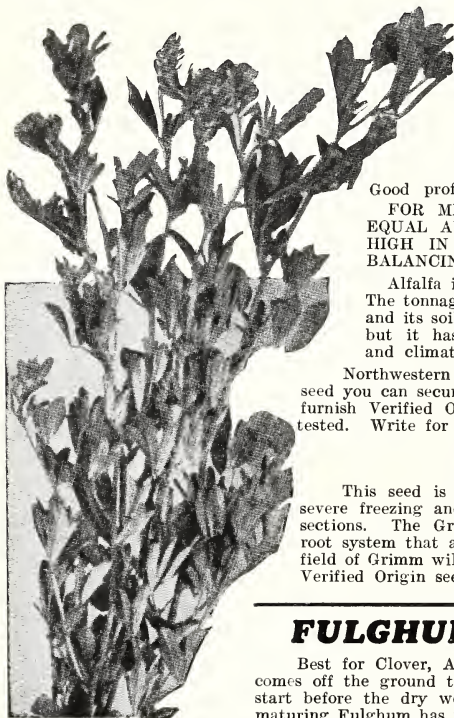 Good prof
FOR M
EQUAL A
HIGH IN
BALANCIN
Alfalfa i
The tonnag
and its soi
but it has
and climat
Northwestern
seed you can secur
furnish Verified O
tested. Write for
This seed is
severe freezing and
sections. The Gr
root system that a
field of Grimm wil
Verified Origin see
FULGHU
Best for Clover, A
comes off the ground t
start before the dry we
maturing Fulghum has